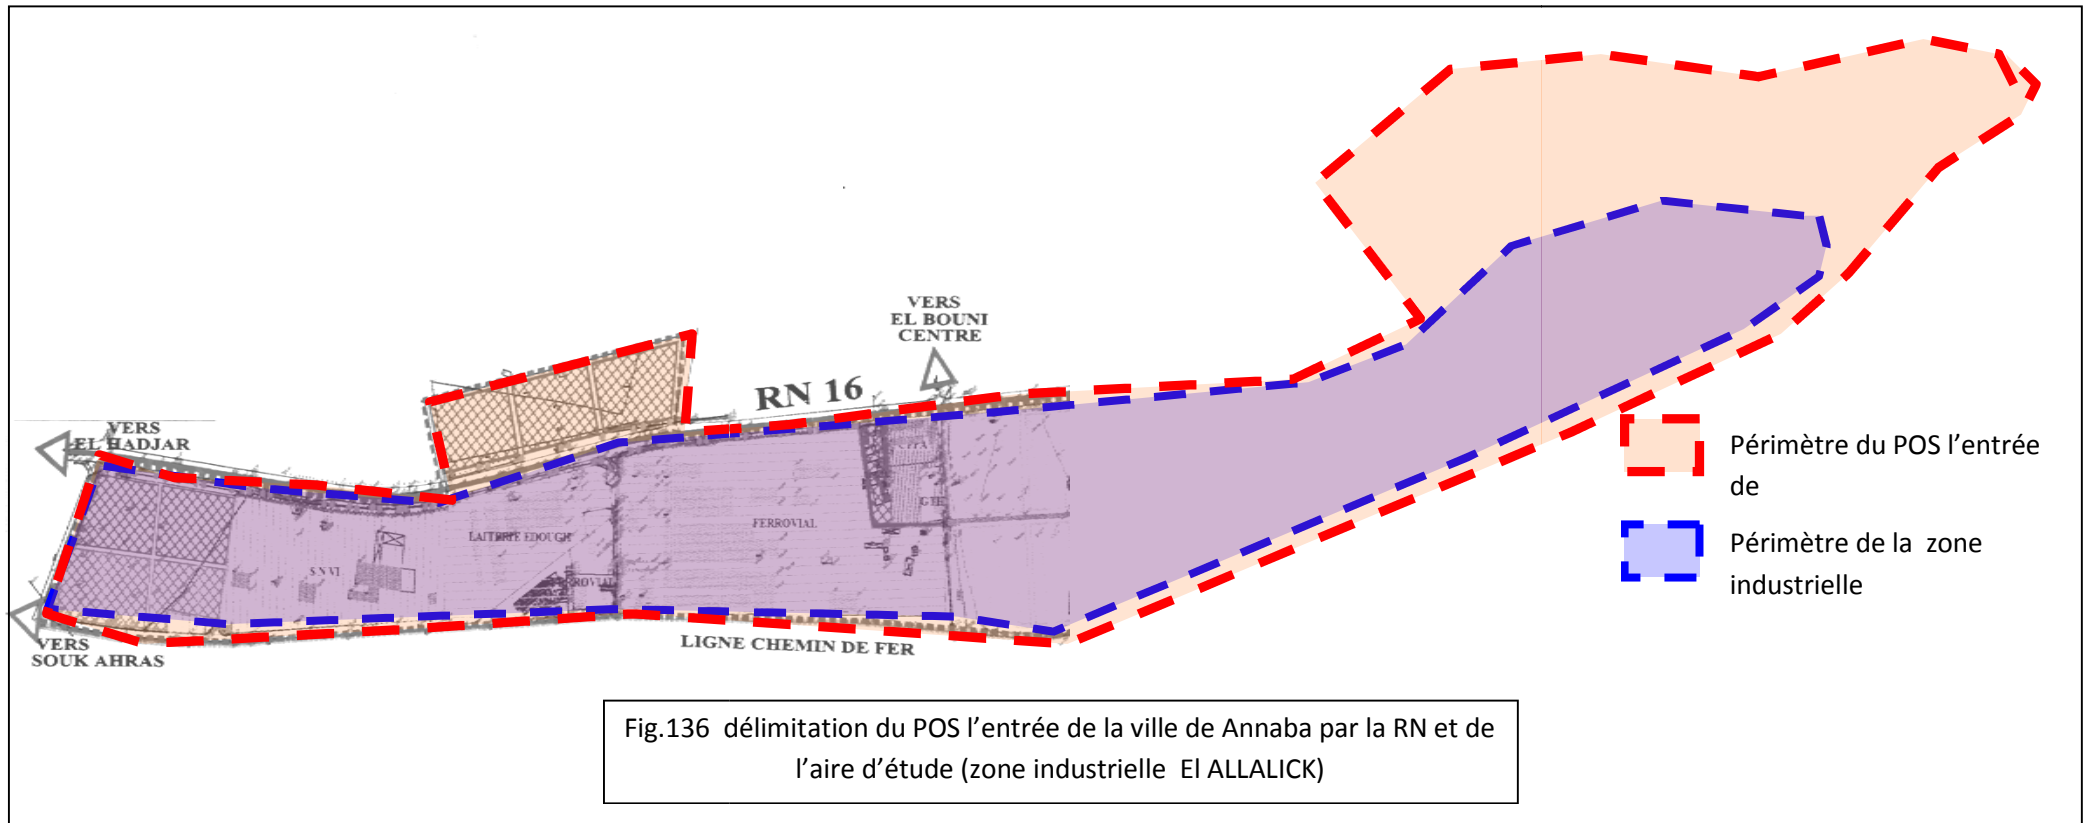 VERS
EL BOUNI
CENTRE
RN 16
VERS
EL HADJAR
LAITERIE EDOUGH
FERROVIAL
S N VI
VERS
SOUK AHRAS
LIGNE CHEMIN DE FER
Périmètre du POS l’entrée
de
Périmètre de la zone
industrielle
Fig.136 délimitation du POS l’entrée de la ville de Annaba par la RN et de
l’aire d’étude (zone industrielle El ALLALICK)